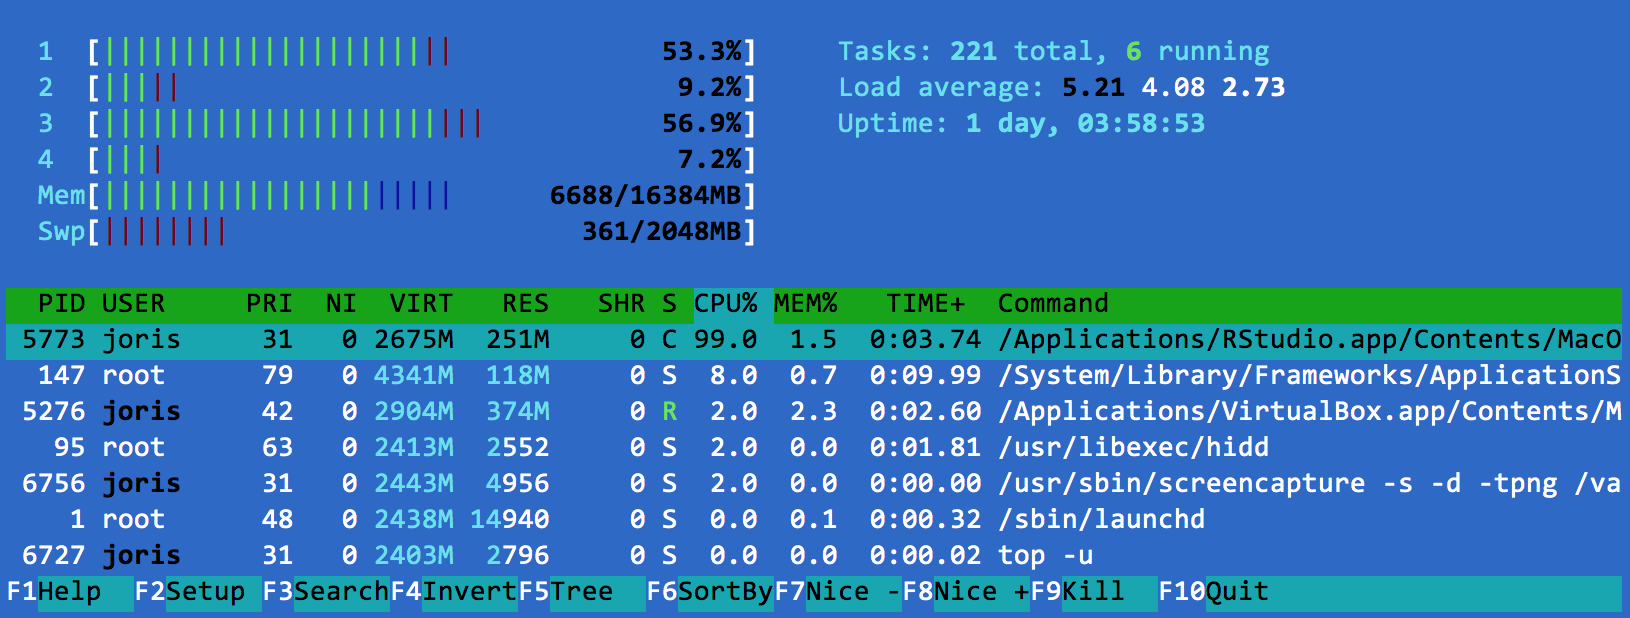 1 [||||||||||||||||||||||53.3%] Tasks: 221 total, 6 running
2 [|||||9.2%] Load average: 5.21 4.08 2.73
3 [||||||||||||||||||||||||56.9%] Uptime: 1 day, 03:58:53
4 [||||7.2%]
Mem[||||||||||||||||||||||6688/16384MB]
Swp[||||||||361/2048MB]
PID USER PRI NI VIRT RES SHR S CPU% MEM% TIME+ Command
5773 joris 31 0 2675M 251M 0 C 99.0 1.5 0:03.74 /Applications/RStudio.app/Contents/MacO
147 root 79 0 4341M 118M 0 S 8.0 0.7 0:09.99 /System/Library/Frameworks/ApplicationS
5276 joris 42 0 2904M 374M 0 R 2.0 2.3 0:02.60 /Applications/VirtualBox.app/Contents/M
95 root 63 0 2413M 2552 0 S 2.0 0.0 0:01.81 /usr/libexec/hidd
6756 joris 31 0 2443M 4956 0 S 2.0 0.0 0:00.00 /usr/sbin/screencapture -s -d -tpng /va
1 root 48 0 2438M 14940 0 S 0.0 0.1 0:00.32 /sbin/launchd
6727 joris 31 0 2403M 2796 0 S 0.0 0.0 0:00.02 top -u
F1Help F2Setup F3SearchF4InvertF5Tree F6SortByF7Nice -F8Nice +F9Kill F10Quit